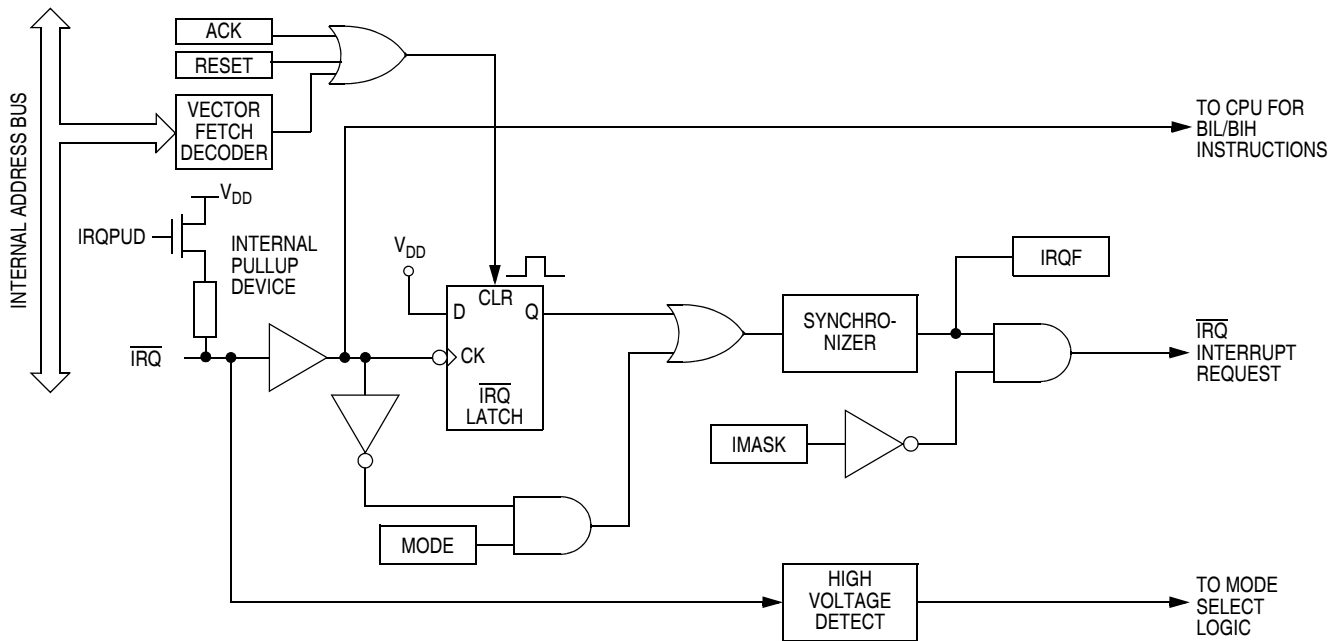 INTERNAL ADDRESS BUS
ACK
RESET
VECTOR
FETCH
DECODER
TO CPU FOR
BIL/BIH
INSTRUCTIONS
VDD
IRQPUD
INTERNAL
PULLUP
DEVICE
VDD
CLR
D
Q
CK
IRQ
LATCH
IRQ
SYNCHRO-
NIZER
IRQF
IRQ
INTERRUPT
REQUEST
IMASK
MODE
HIGH
VOLTAGE
DETECT
TO MODE
SELECT
LOGIC